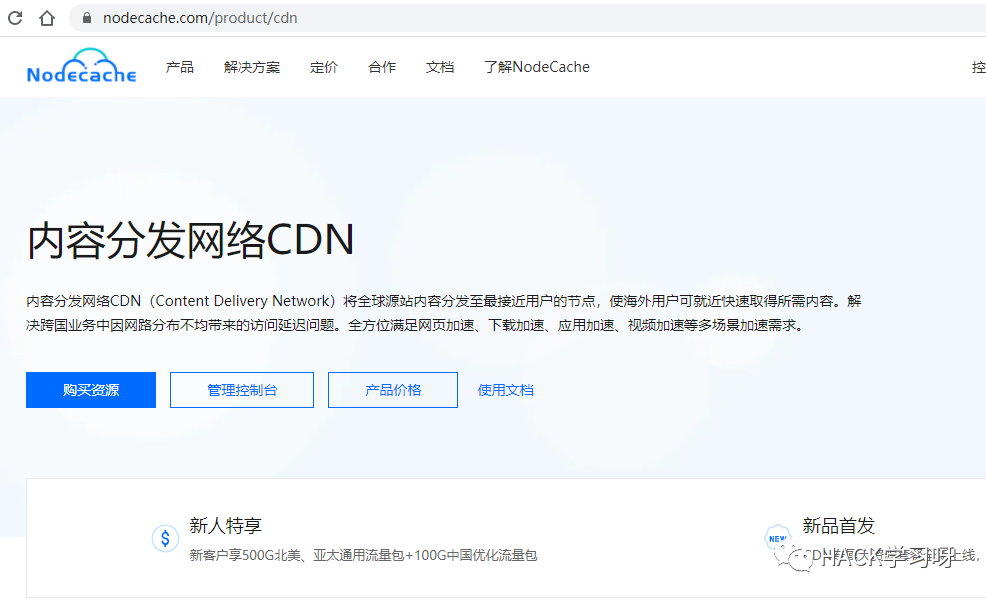 nodecache.com/product/cdn
Nodecache 产品 解决方案 定价 合作 文档 了解NodeCache 控
内容分发网络CDN
内容分发网络CDN（Content Delivery Network）将全球源站内容分发至最接近用户的节点，使海外用户可就近快速取得所需内容。解
决跨国业务中因网路分布不均带来的访问延迟问题。全方位满足网页加速、下载加速、应用加速、视频加速等多场景加速需求。
购买资源 管理控制台 产品价格 使用文档
$ 新人特享
新客户享500G北美、亚太通用流量包+100G中国优化流量包
NEW 新品首发
上线，
HACK学习呀